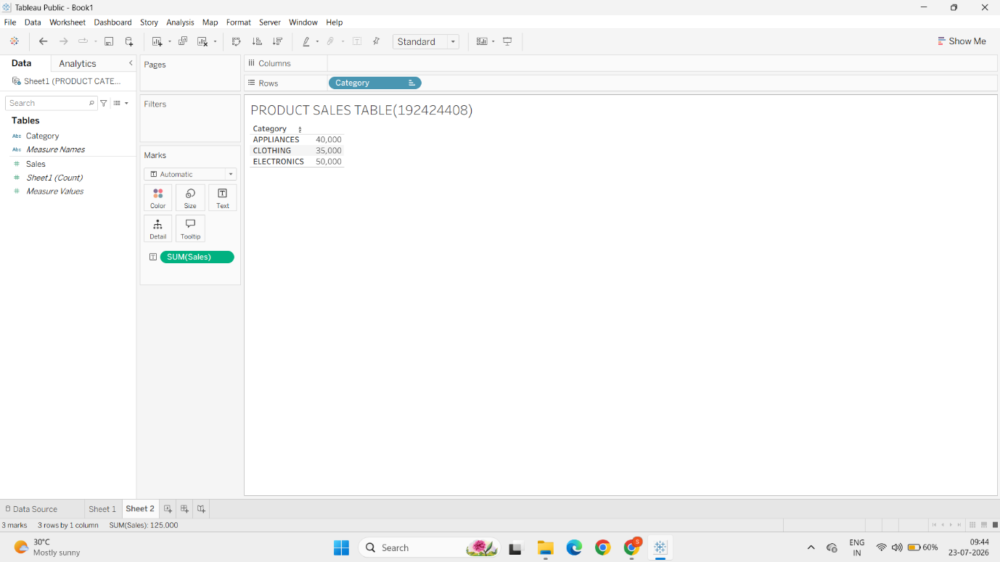 Tableau Public - Book1
File Data Worksheet Dashboard Story Analysis Map Format Server Window Help
Standard
Show Me
Data Analytics
Sheet1 (PRODUCT CATE...
Search
Tables
Abc Category
Abc Measure Names
# Sales
# Sheet1 (Count)
# Measure Values
Pages
Filters
Marks
Automatic
Color Size Text
Detail Tooltip
SUM(Sales)
Columns
Rows Category
PRODUCT SALES TABLE(192424408)
Category
APPLIANCES 40,000
CLOTHING 35,000
ELECTRONICS 50,000
Data Source Sheet 1 Sheet 2
3 marks 3 rows by 1 column SUM(Sales): 125,000
30°C
Mostly sunny
Search
S
ENG
IN
60%
09:44
23-07-2026